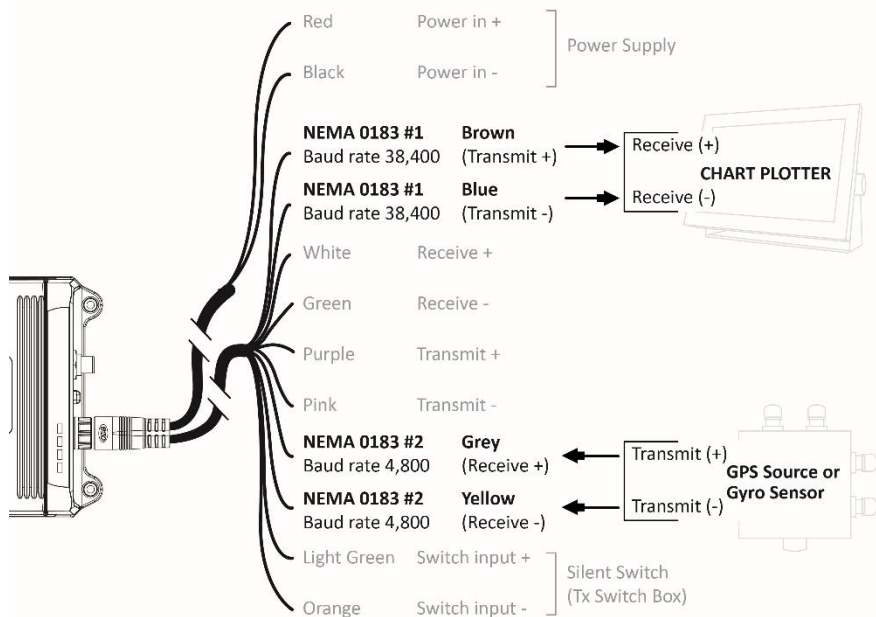 Red Power in +
Power Supply
Black Power in -
NEMA 0183 #1 Brown
Baud rate 38,400 (Transmit +)
Receive (+)
CHART PLOTTER
NEMA 0183 #1 Blue
Baud rate 38,400 (Transmit -)
Receive (-)
White Receive +
Green Receive -
Purple Transmit +
Pink Transmit -
NEMA 0183 #2 Grey
Baud rate 4,800 (Receive +)
Transmit (+)
GPS Source or
Gyro Sensor
NEMA 0183 #2 Yellow
Baud rate 4,800 (Receive -)
Transmit (-)
Light Green Switch input +
Silent Switch
(Tx Switch Box)
Orange Switch input -